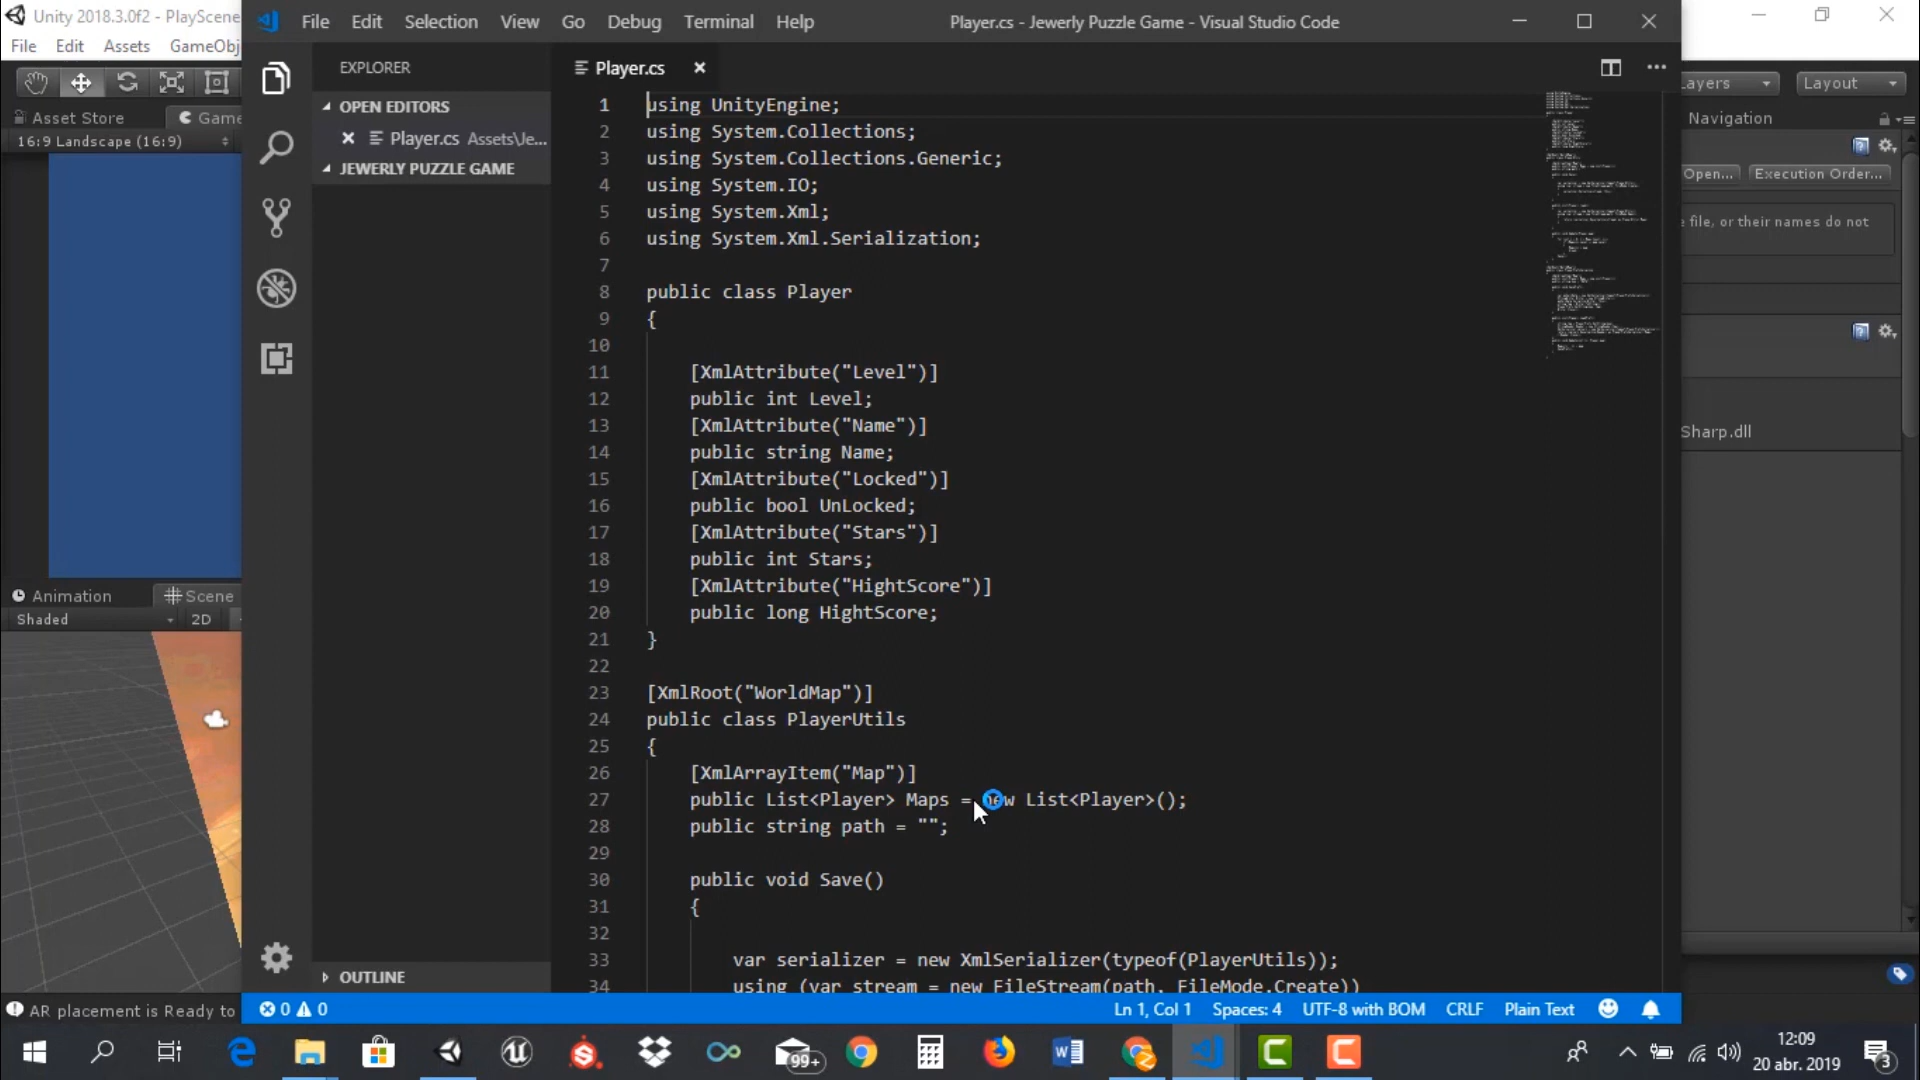 Unity 2018.3.0f2 - PlayScene
File Edit Assets GameObj
Asset Store Game
16:9 Landscape (16:9)
Animation Scene
Shaded 2D
AR placement is Ready to
File Edit Selection View Go Debug Terminal Help
Player.cs - Jewerly Puzzle Game - Visual Studio Code
EXPLORER
OPEN EDITORS
Player.cs Assets\Je...
JEWERLY PUZZLE GAME
OUTLINE
Player.cs
1 using UnityEngine;
2 using System.Collections;
3 using System.Collections.Generic;
4 using System.IO;
5 using System.Xml;
6 using System.Xml.Serialization;
7
8 public class Player
9 {
10
11 [XmlAttribute("Level")]
12 public int Level;
13 [XmlAttribute("Name")]
14 public string Name;
15 [XmlAttribute("Locked")]
16 public bool UnLocked;
17 [XmlAttribute("Stars")]
18 public int Stars;
19 [XmlAttribute("HightScore")]
20 public long HightScore;
21 }
22
23 [XmlRoot("WorldMap")]
24 public class PlayerUtils
25 {
26 [XmlArrayItem("Map")]
27 public List<Player> Maps = new List<Player>();
28 public string path = "";
29
30 public void Save()
31 {
32
33 var serializer = new XmlSerializer(typeof(PlayerUtils));
34 using (var stream = new FileStream(path, FileMode.Create))
0 0
Ln 1, Col 1 Spaces: 4 UTF-8 with BOM CRLF Plain Text
ayers Layout
Navigation
Open... Execution Order...
e file, or their names do not
Sharp.dll
99+
12:09
20 abr. 2019
3